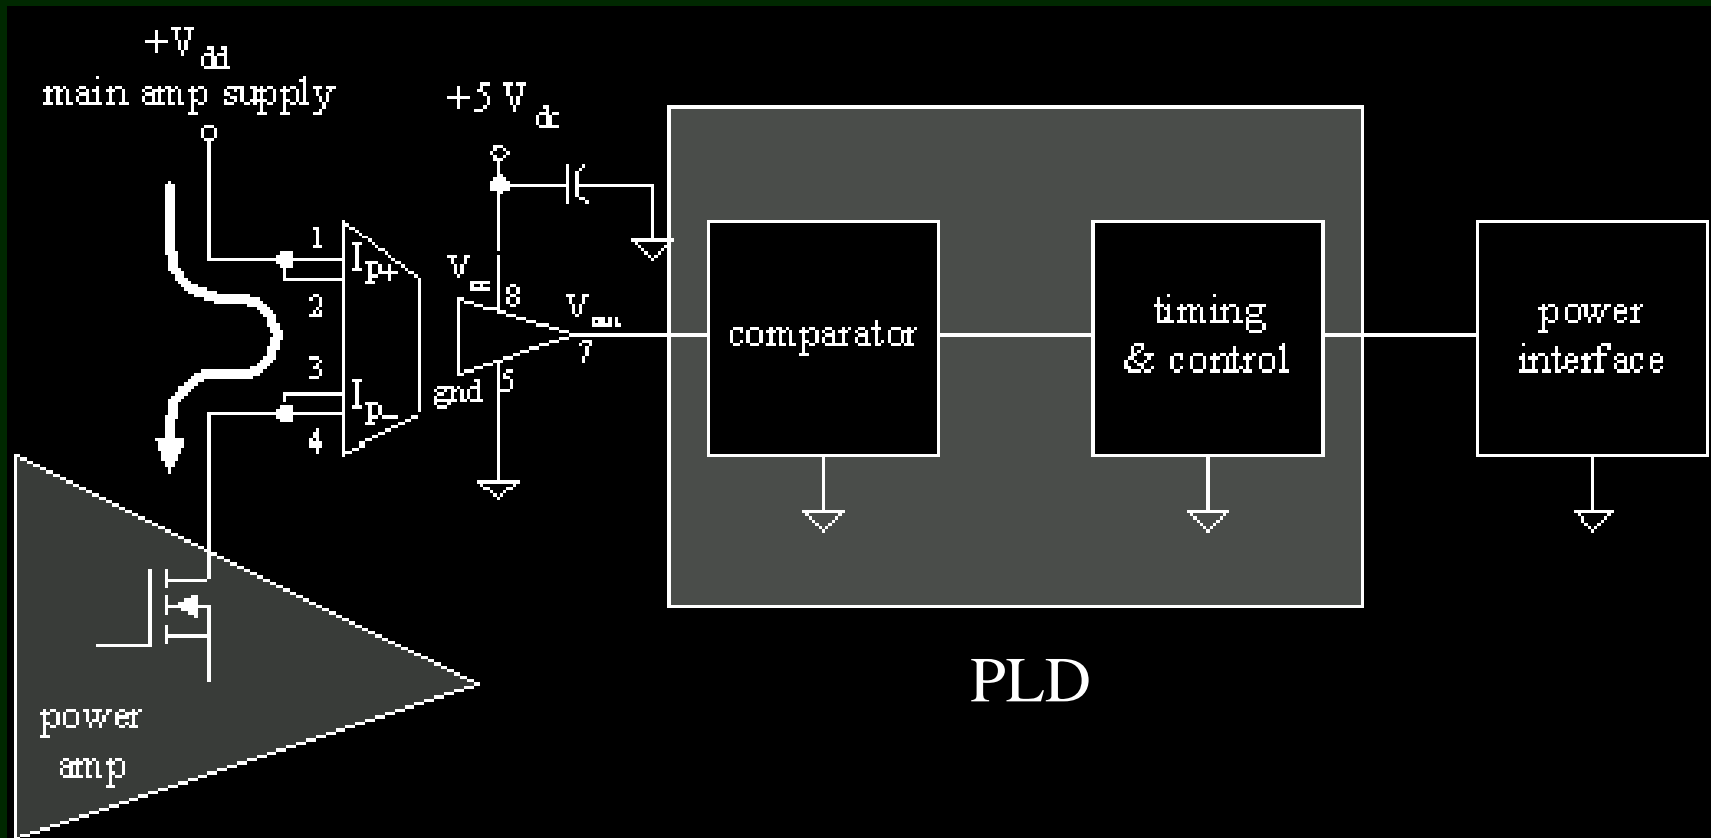 +V dd
main amp supply
+5 V dc
1
I p+
2
3
I p-
4
V cc
8
V out
7
gnd
5
comparator
timing
& control
power
interface
PLD
power
amp